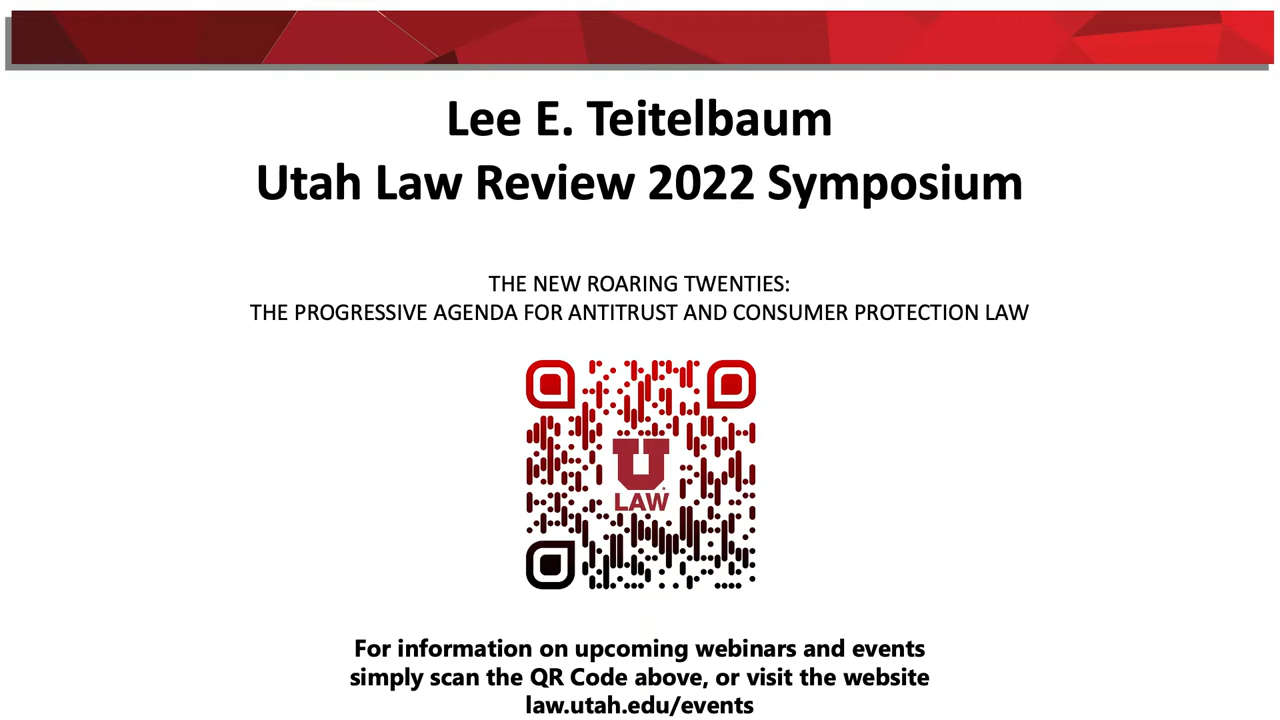 Lee E. Teitelbaum
Utah Law Review 2022 Symposium
THE NEW ROARING TWENTIES:
THE PROGRESSIVE AGENDA FOR ANTITRUST AND CONSUMER PROTECTION LAW
U
LAW
For information on upcoming webinars and events
simply scan the QR Code above, or visit the website
law.utah.edu/events